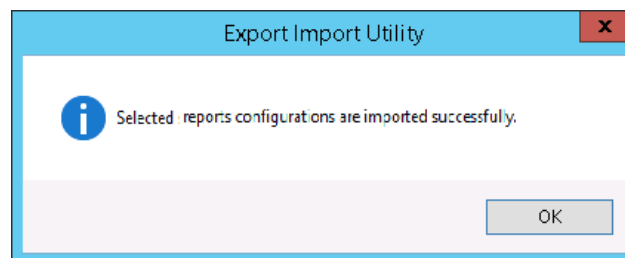 Export Import Utility
x
Selected reports configurations are imported successfully.
OK